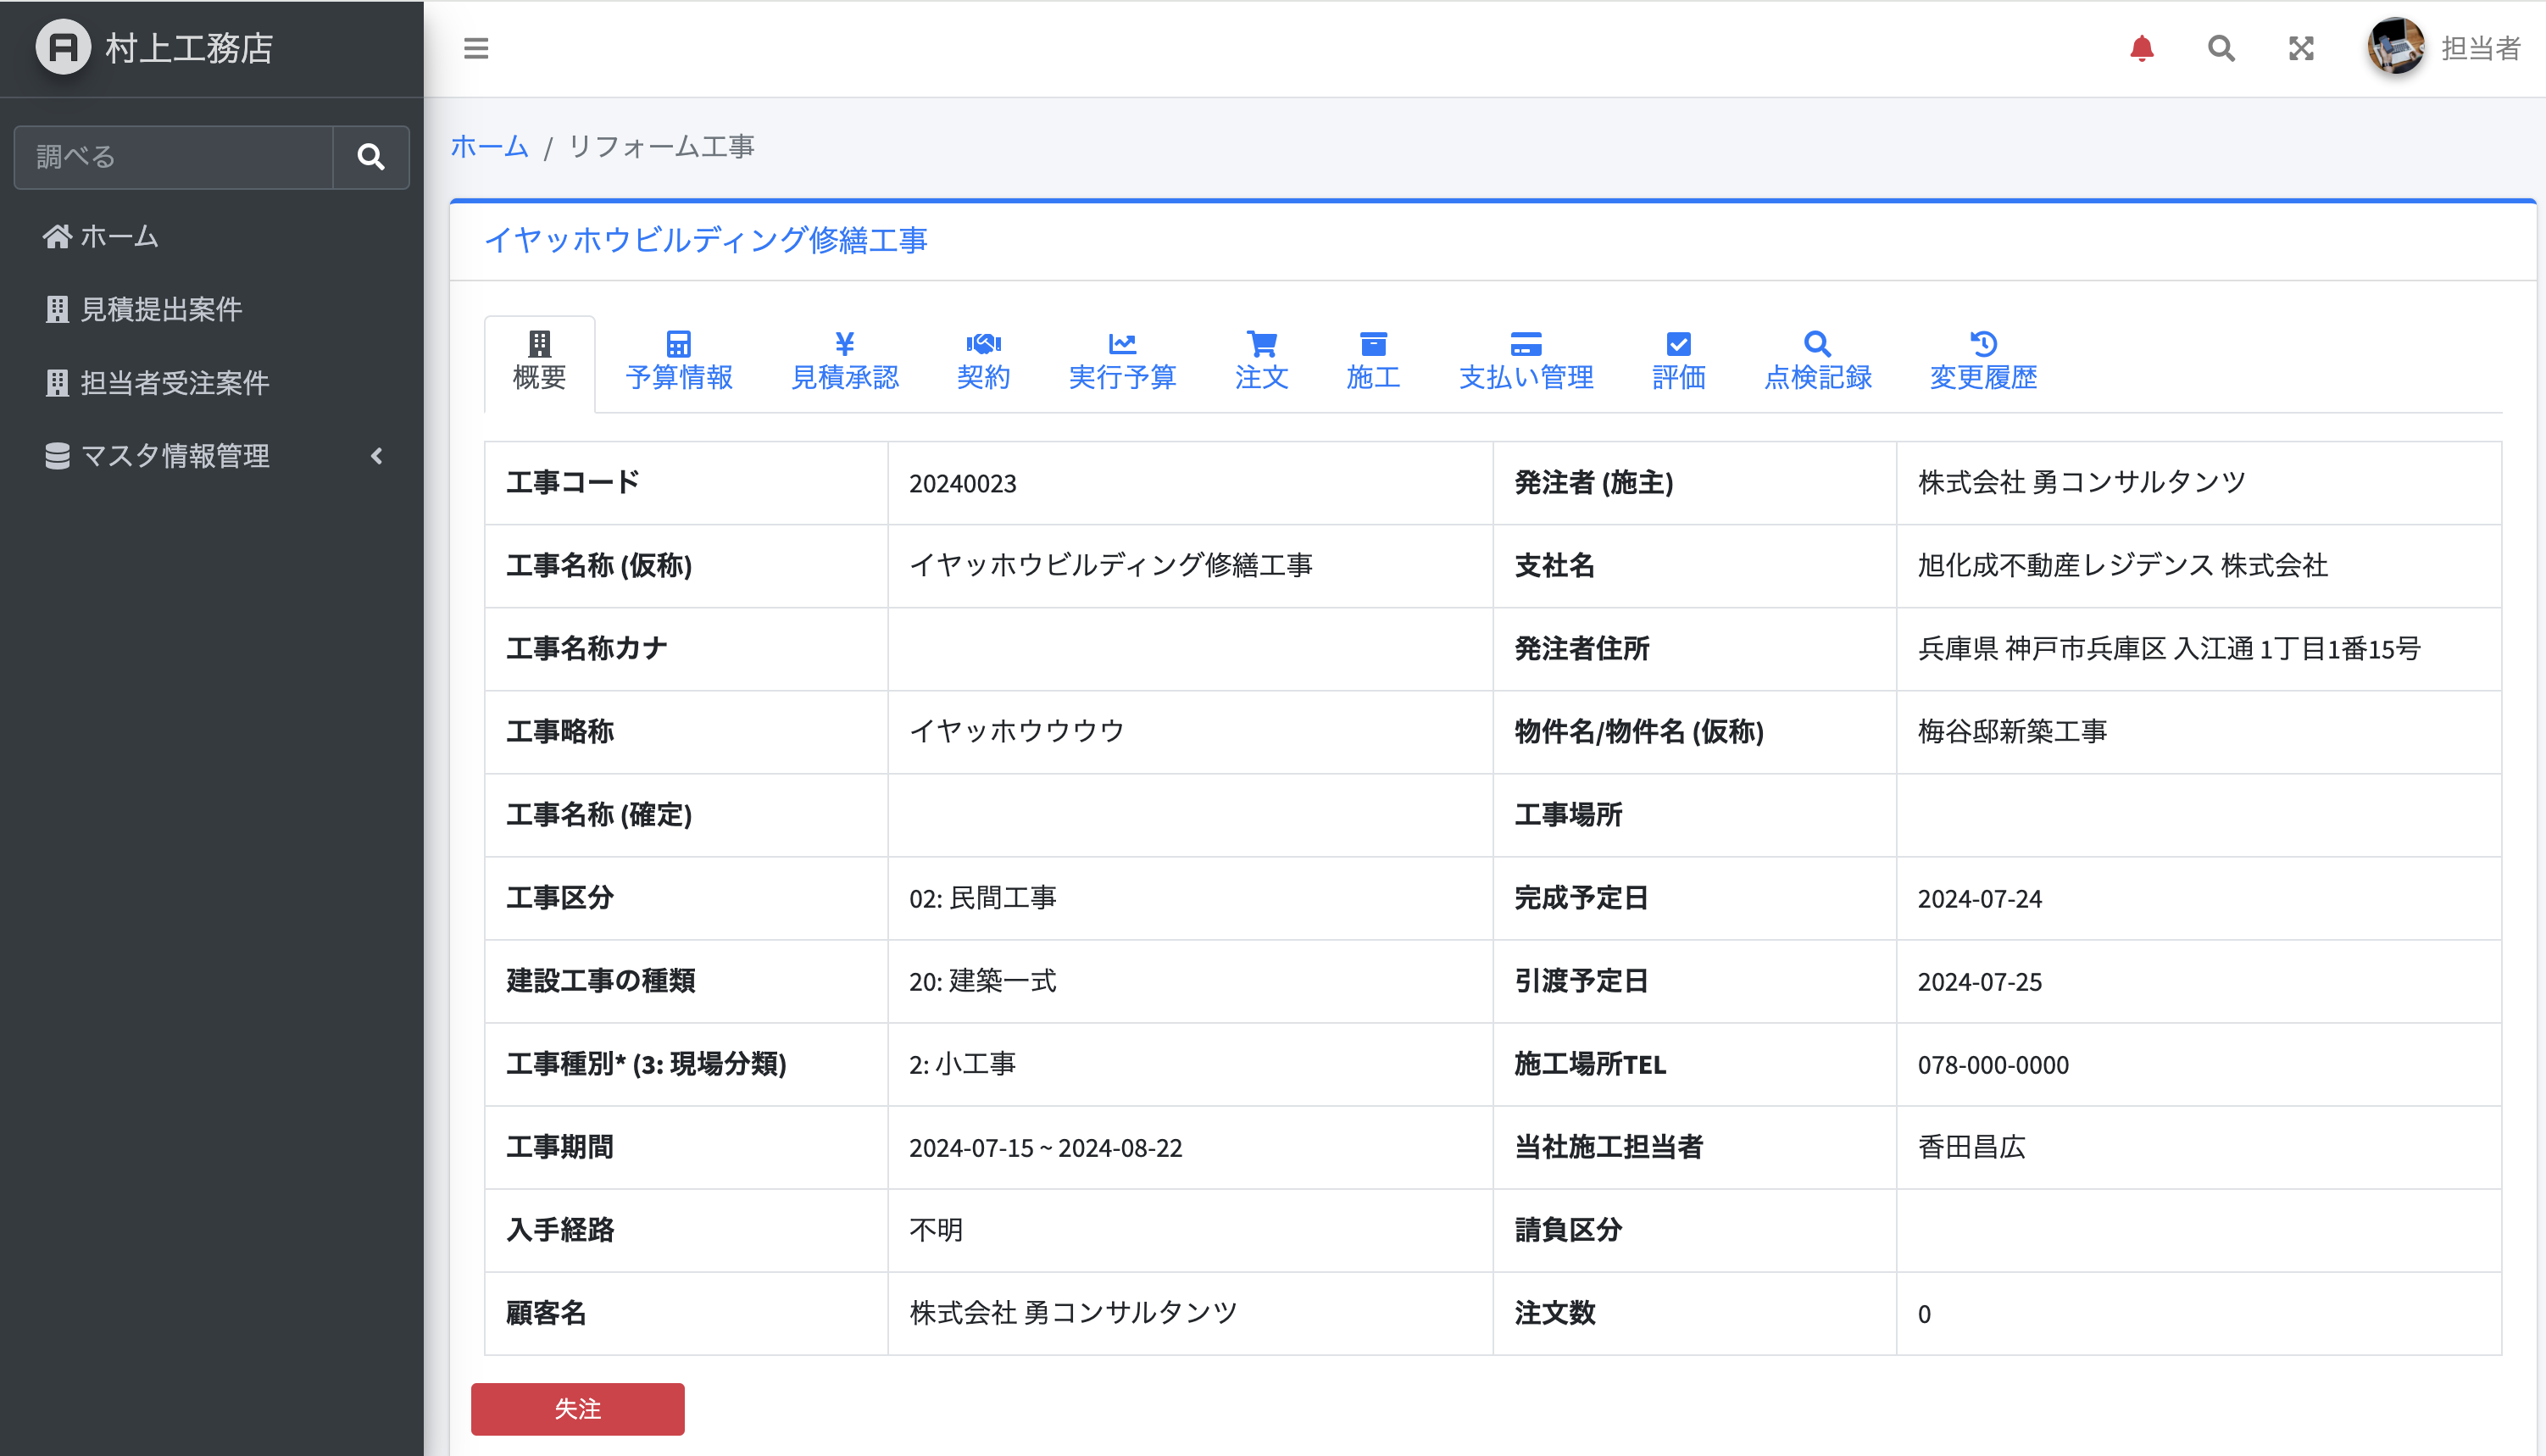 村上工務店
担当者
調べる
ホーム
見積提出案件
担当者受注案件
マスタ情報管理
ホーム / リフォーム工事
イヤッホウビルディング修繕工事
概要 予算情報 見積承認 契約 実行予算 注文 施工 支払い管理 評価 点検記録 変更履歴
工事コード 20240023 発注者 (施主) 株式会社 勇コンサルタンツ
工事名称 (仮称) イヤッホウビルディング修繕工事 支社名 旭化成不動産レジデンス 株式会社
工事名称カナ 発注者住所 兵庫県 神戸市兵庫区 入江通 1丁目1番15号
工事略称 イヤッホウウウウ 物件名/物件名 (仮称) 梅谷邸新築工事
工事名称 (確定) 工事場所
工事区分 02: 民間工事 完成予定日 2024-07-24
建設工事の種類 20: 建築一式 引渡予定日 2024-07-25
工事種別* (3: 現場分類) 2: 小工事 施工場所TEL 078-000-0000
工事期間 2024-07-15 ~ 2024-08-22 当社施工担当者 香田昌広
入手経路 不明 請負区分
顧客名 株式会社 勇コンサルタンツ 注文数 0
失注